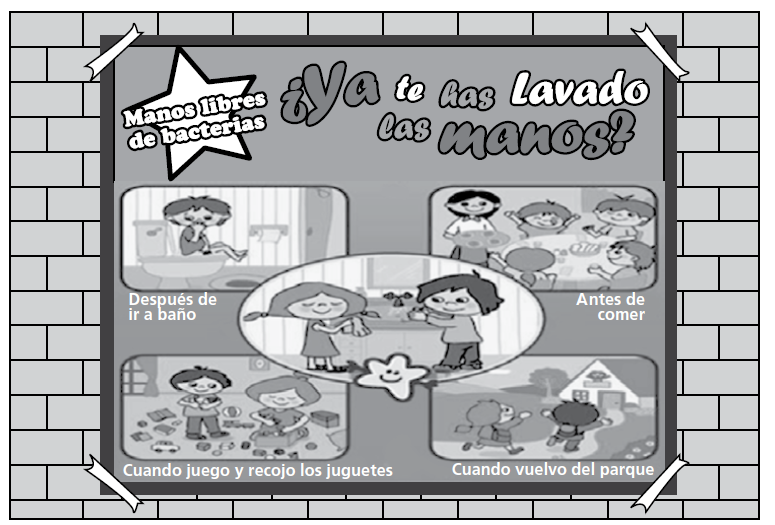 Manos libres
de bacterias
¿Ya te has Lavado
las manos?
Después de
ir a baño
Antes de
comer
Cuando juego y recojo los juguetes
Cuando vuelvo del parque